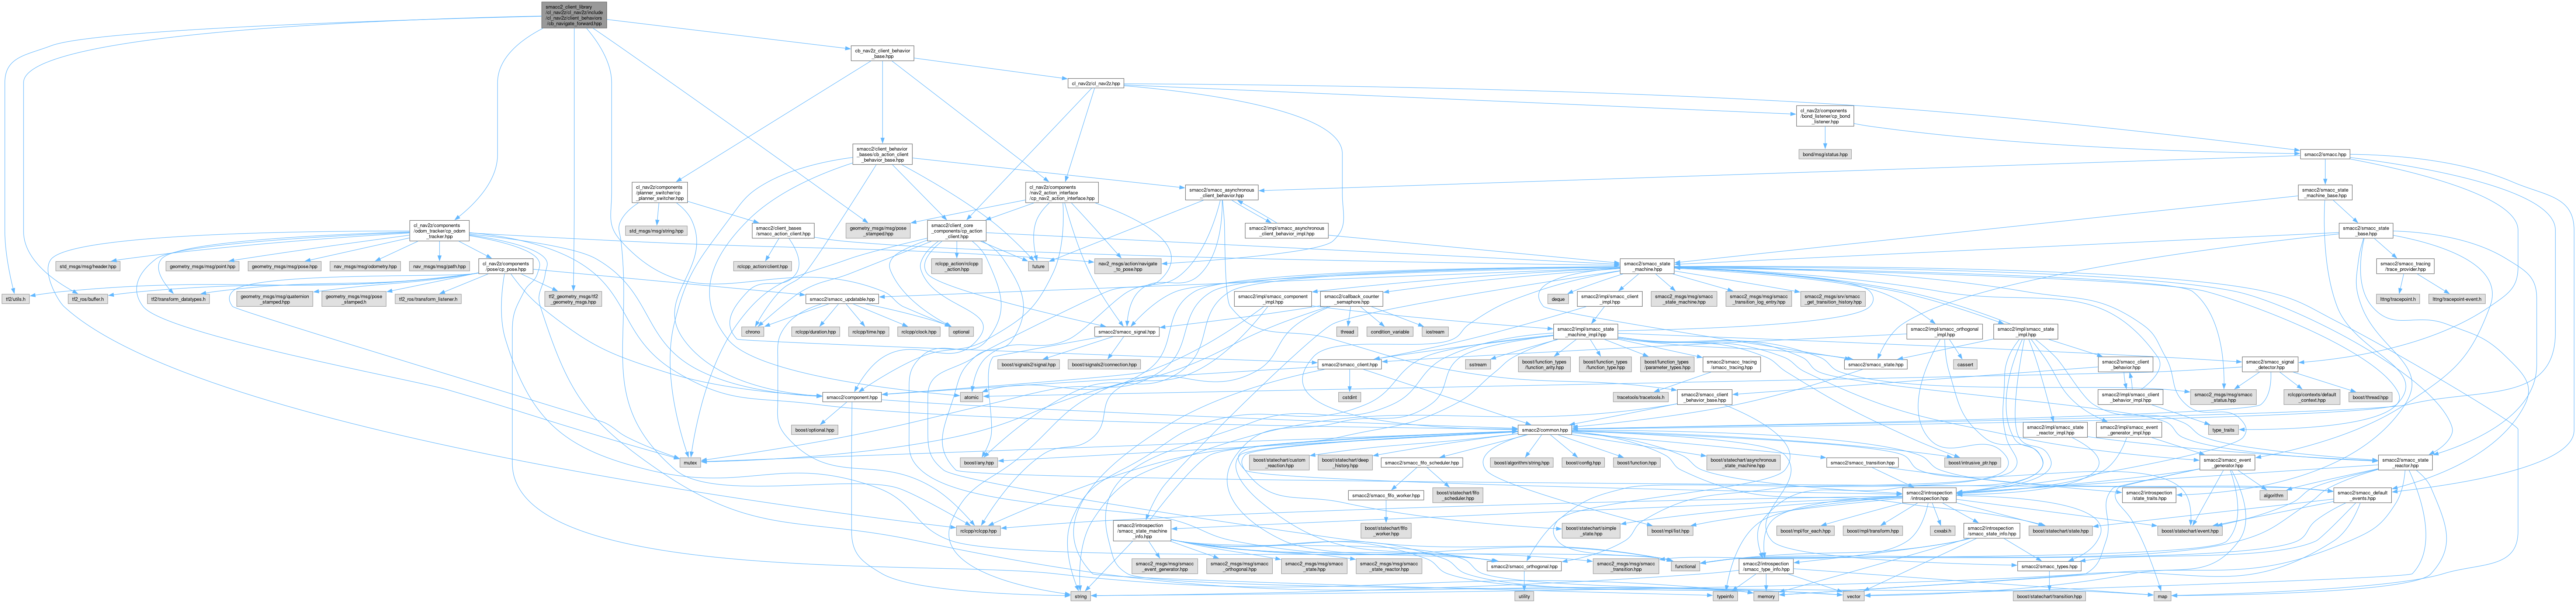 smacc2_client_library
/cl_nav2z/cl_nav2z/include
/cl_nav2z/client_behaviors
/cb_navigate_forward.hpp
cb_nav2z_client_behavior
_base.hpp
cl_nav2z/cl_nav2z.hpp
cl_nav2z/components
/bond_listener/cp_bond
_listener.hpp
bond/msg/status.hpp
smacc2/smacc.hpp
smacc2/client_behavior
_bases/cb_action_client
_behavior_base.hpp
cl_nav2z/components
/planner_switcher/cp
_planner_switcher.hpp
cl_nav2z/components
/nav2_action_interface
/cp_nav2_action_interface.hpp
smacc2/smacc_asynchronous
_client_behavior.hpp
smacc2/smacc_state
_machine_base.hpp
cl_nav2z/components
/odom_tracker/cp_odom
_tracker.hpp
std_msgs/msg/string.hpp
smacc2/client_bases
/smacc_action_client.hpp
geometry_msgs/msg/pose
_stamped.hpp
smacc2/client_core
_components/cp_action
_client.hpp
smacc2/impl/smacc_asynchronous
_client_behavior_impl.hpp
smacc2/smacc_state
_base.hpp
std_msgs/msg/header.hpp
geometry_msgs/msg/point.hpp
geometry_msgs/msg/pose.hpp
nav_msgs/msg/odometry.hpp
nav_msgs/msg/path.hpp
cl_nav2z/components
/pose/cp_pose.hpp
rclcpp_action/client.hpp
rclcpp_action/rclcpp
_action.hpp
future
nav2_msgs/action/navigate
_to_pose.hpp
smacc2/smacc_state
_machine.hpp
smacc2/smacc_tracing
/trace_provider.hpp
tf2/utils.h
tf2_ros/buffer.h
tf2/transform_datatypes.h
geometry_msgs/msg/quaternion
_stamped.hpp
geometry_msgs/msg/pose
_stamped.h
tf2_ros/transform_listener.h
tf2_geometry_msgs/tf2
_geometry_msgs.hpp
smacc2/smacc_updatable.hpp
smacc2/impl/smacc_component
_impl.hpp
smacc2/callback_counter
_semaphore.hpp
deque
smacc2/impl/smacc_client
_impl.hpp
smacc2_msgs/msg/smacc
_state_machine.hpp
smacc2_msgs/msg/smacc
_transition_log_entry.hpp
smacc2_msgs/srv/smacc
_get_transition_history.hpp
lttng/tracepoint.h
lttng/tracepoint-event.h
chrono
rclcpp/duration.hpp
rclcpp/time.hpp
rclcpp/clock.hpp
optional
smacc2/smacc_signal.hpp
thread
condition_variable
iostream
smacc2/impl/smacc_state
_machine_impl.hpp
smacc2/impl/smacc_orthogonal
_impl.hpp
smacc2/impl/smacc_state
_impl.hpp
boost/signals2/signal.hpp
boost/signals2/connection.hpp
smacc2/smacc_client.hpp
sstream
boost/function_types
/function_arity.hpp
boost/function_types
/function_type.hpp
boost/function_types
/parameter_types.hpp
smacc2/smacc_tracing
/smacc_tracing.hpp
smacc2/smacc_state.hpp
cassert
smacc2/smacc_client
_behavior.hpp
smacc2/smacc_signal
_detector.hpp
smacc2/component.hpp
atomic
cstdint
smacc2/smacc_client
_behavior_base.hpp
tracetools/tracetools.h
smacc2/impl/smacc_client
_behavior_impl.hpp
smacc2_msgs/msg/smacc
_status.hpp
rclcpp/contexts/default
_context.hpp
boost/thread.hpp
boost/optional.hpp
smacc2/common.hpp
smacc2/impl/smacc_state
_reactor_impl.hpp
smacc2/impl/smacc_event
_generator_impl.hpp
type_traits
mutex
boost/any.hpp
boost/statechart/custom
_reaction.hpp
boost/statechart/deep
_history.hpp
smacc2/smacc_fifo_scheduler.hpp
boost/algorithm/string.hpp
boost/config.hpp
boost/function.hpp
boost/statechart/asynchronous
_state_machine.hpp
smacc2/smacc_transition.hpp
boost/intrusive_ptr.hpp
smacc2/smacc_event
_generator.hpp
smacc2/smacc_state
_reactor.hpp
smacc2/smacc_fifo_worker.hpp
boost/statechart/fifo
_scheduler.hpp
smacc2/introspection
/introspection.hpp
smacc2/introspection
/state_traits.hpp
algorithm
smacc2/smacc_default
_events.hpp
rclcpp/rclcpp.hpp
smacc2/introspection
/smacc_state_machine
_info.hpp
boost/statechart/fifo
_worker.hpp
boost/statechart/simple
_state.hpp
boost/mpl/list.hpp
boost/mpl/for_each.hpp
boost/mpl/transform.hpp
cxxabi.h
smacc2/introspection
/smacc_state_info.hpp
boost/statechart/state.hpp
boost/statechart/event.hpp
smacc2_msgs/msg/smacc
_event_generator.hpp
smacc2_msgs/msg/smacc
_orthogonal.hpp
smacc2_msgs/msg/smacc
_state.hpp
smacc2_msgs/msg/smacc
_state_reactor.hpp
smacc2/smacc_orthogonal.hpp
smacc2_msgs/msg/smacc
_transition.hpp
functional
smacc2/introspection
/smacc_type_info.hpp
smacc2/smacc_types.hpp
string
utility
typeinfo
memory
vector
boost/statechart/transition.hpp
map